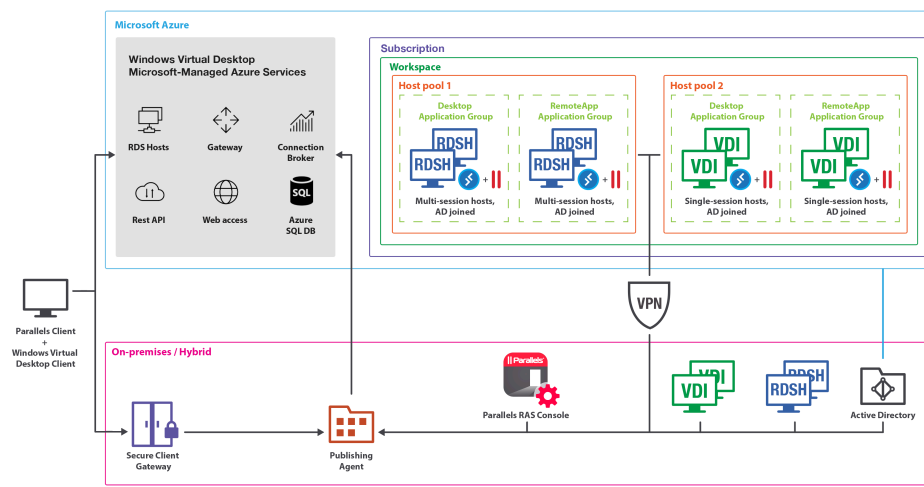 Microsoft Azure
Windows Virtual Desktop
Microsoft-Managed Azure Services
RDS Hosts
Gateway
Connection
Broker
Rest API
Web access
SQL
Azure
SQL DB
Subscription
Workspace
Host pool 1
Desktop
Application Group
RDSH
RDSH
+
Multi-session hosts,
AD joined
RemoteApp
Application Group
RDSH
RDSH
+
Multi-session hosts,
AD joined
Host pool 2
Desktop
Application Group
VDI
VDI
+
Single-session hosts,
AD joined
RemoteApp
Application Group
VDI
VDI
+
Single-session hosts,
AD joined
VPN
Parallels Client
+
Windows Virtual
Desktop Client
On-premises / Hybrid
Secure Client
Gateway
Publishing
Agent
Parallels
Parallels RAS Console
VDI
VDI
RDSH
RDSH
Active Directory